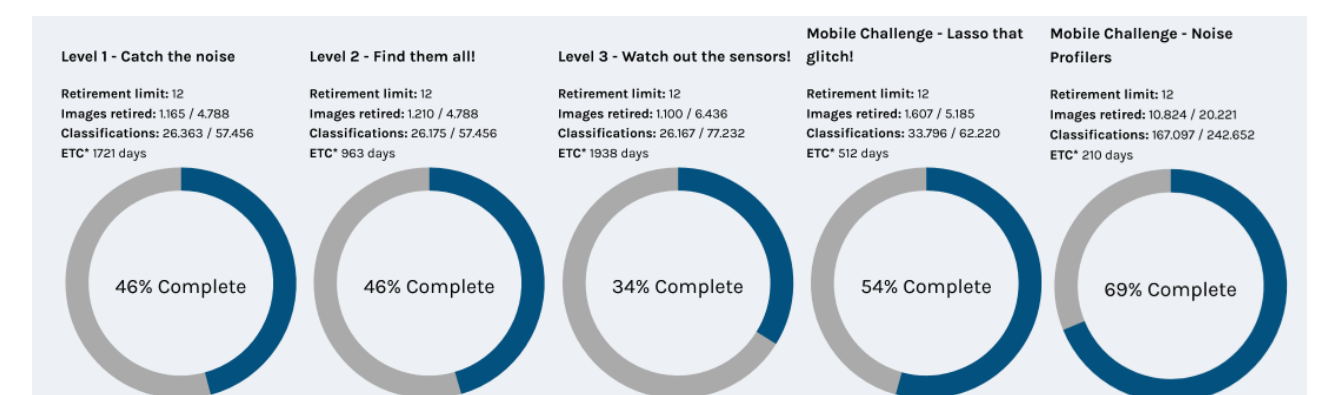 Level 1 - Catch the noise
Retirement limit: 12
Images retired: 1.165 / 4.788
Classifications: 26.363 / 57.456
ETC* 1721 days
46% Complete
Level 2 - Find them all!
Retirement limit: 12
Images retired: 1.210 / 4.788
Classifications: 26.175 / 57.456
ETC* 963 days
46% Complete
Level 3 - Watch out the sensors!
Retirement limit: 12
Images retired: 1.100 / 6.436
Classifications: 26.167 / 77.232
ETC* 1938 days
34% Complete
Mobile Challenge - Lasso that
glitch!
Retirement limit: 12
Images retired: 1.607 / 5.185
Classifications: 33.796 / 62.220
ETC* 512 days
54% Complete
Mobile Challenge - Noise
Profilers
Retirement limit: 12
Images retired: 10.824 / 20.221
Classifications: 167.097 / 242.652
ETC* 210 days
69% Complete